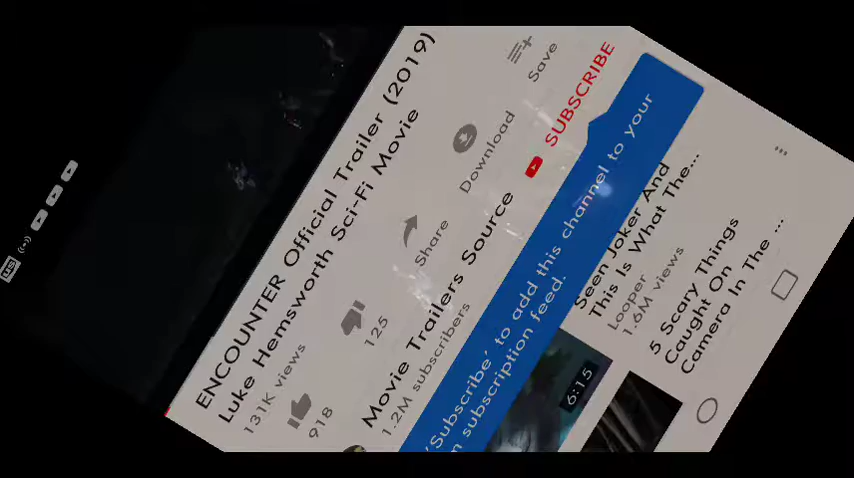 ENCOUNTER Official Trailer (2019)
Luke Hemsworth Sci-Fi Movie
131K views
918
125
Share
Download
Save
Movie Trailers Source
1.2M subscribers
SUBSCRIBE
'Subscribe' to add this channel to your
subscription feed.
Seen Joker And
This Is What The...
Looper
1.6M views
6:15
5 Scary Things
Caught On
Camera In The ...